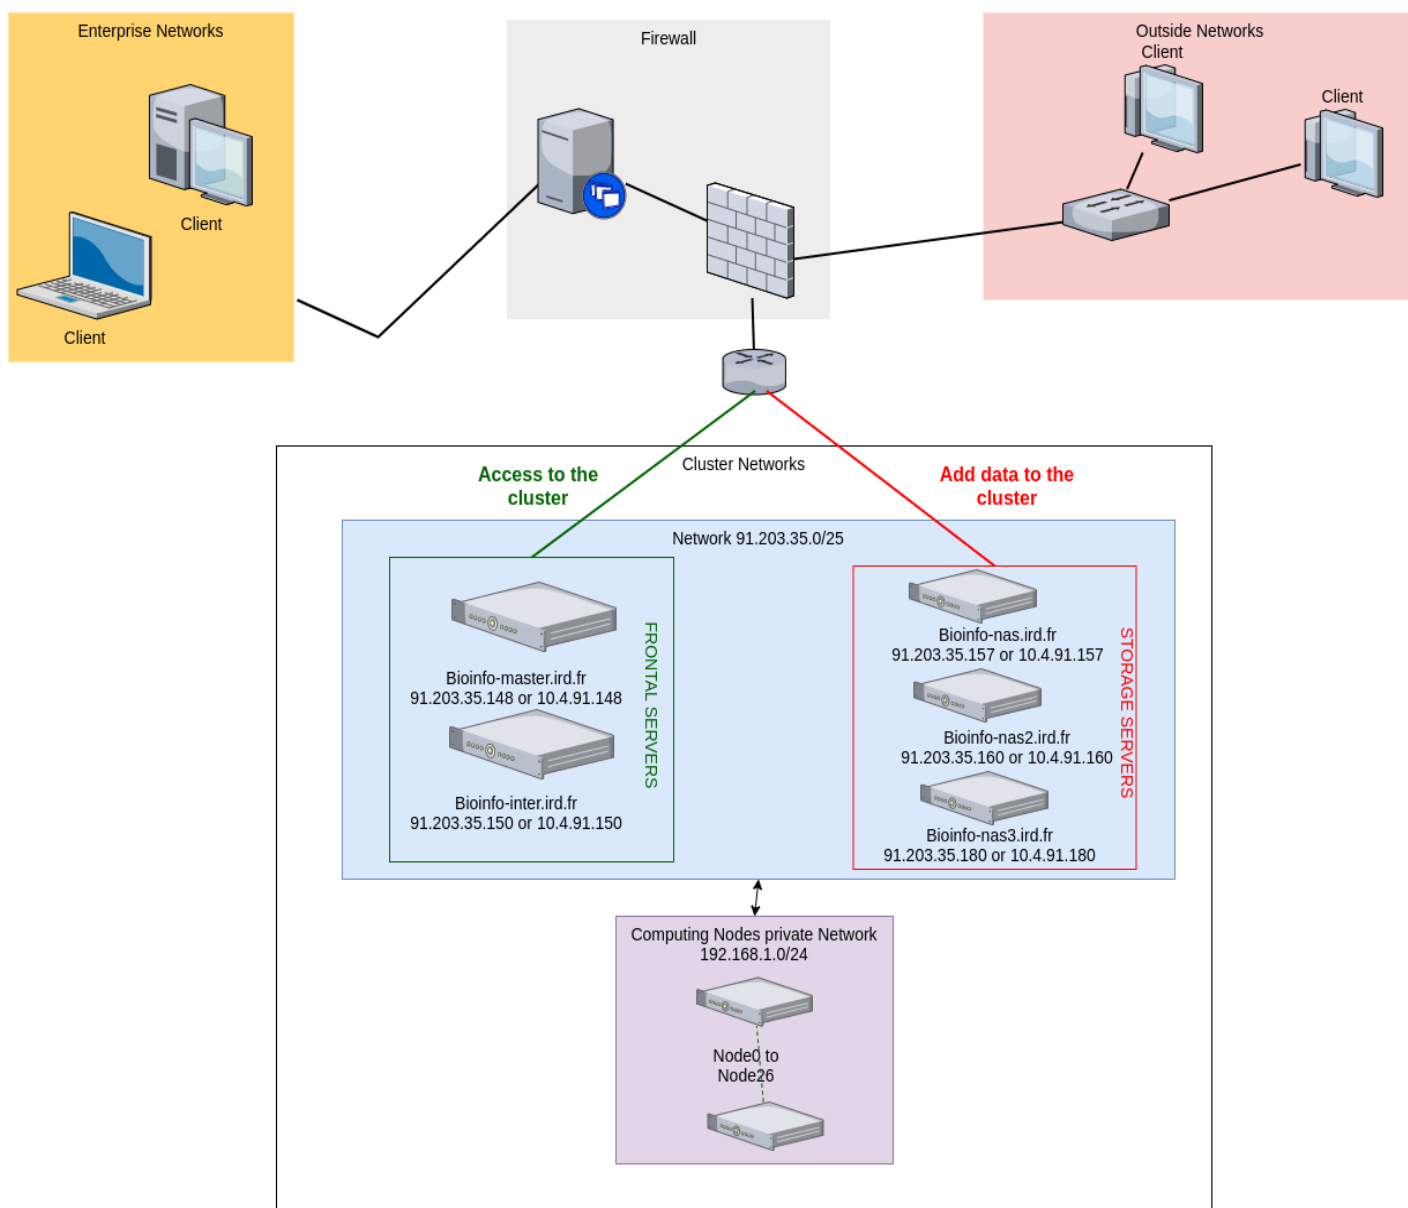 Enterprise Networks
Client
Client
Firewall
Outside Networks
Client
Client
Cluster Networks
Access to the
cluster
Add data to the
cluster
Network 91.203.35.0/25
Bioinfo-master.ird.fr
91.203.35.148 or 10.4.91.148
Bioinfo-inter.ird.fr
91.203.35.150 or 10.4.91.150
FRONTAL SERVERS
Bioinfo-nas.ird.fr
91.203.35.157 or 10.4.91.157
Bioinfo-nas2.ird.fr
91.203.35.160 or 10.4.91.160
Bioinfo-nas3.ird.fr
91.203.35.180 or 10.4.91.180
STORAGE SERVERS
Computing Nodes private Network
192.168.1.0/24
Node0 to
Node26